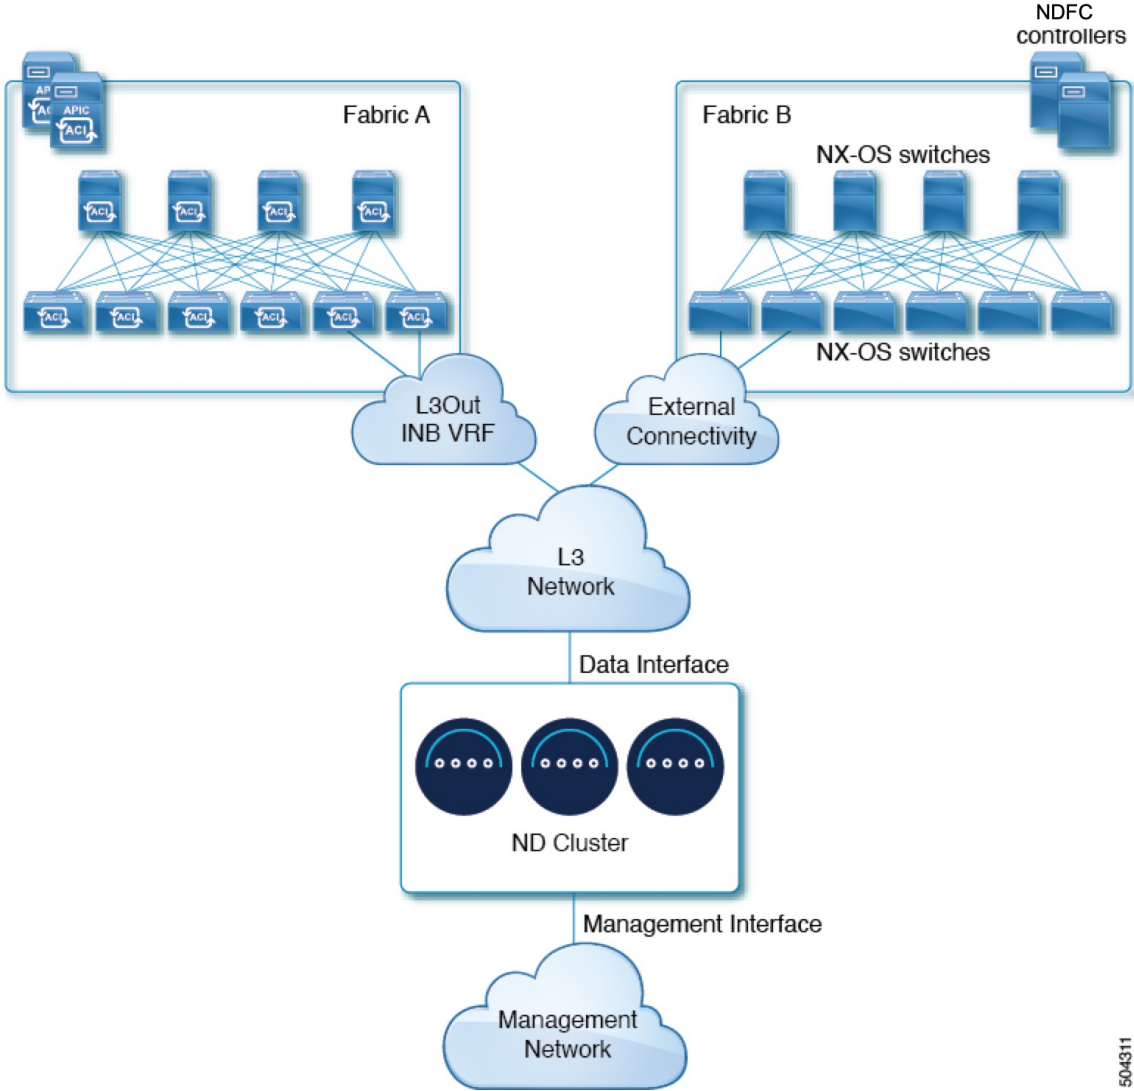 NDFC
controllers
AP
AC
APIC
ACI
Fabric A
Fabric B
NX-OS switches
ACI
ACI
ACI
ACI
ACI
ACI
ACI
ACI
ACI
ACI
NX-OS switches
L3Out
INB VRF
External
Connectivity
L3
Network
Data Interface
ND Cluster
Management Interface
Management
Network
504311